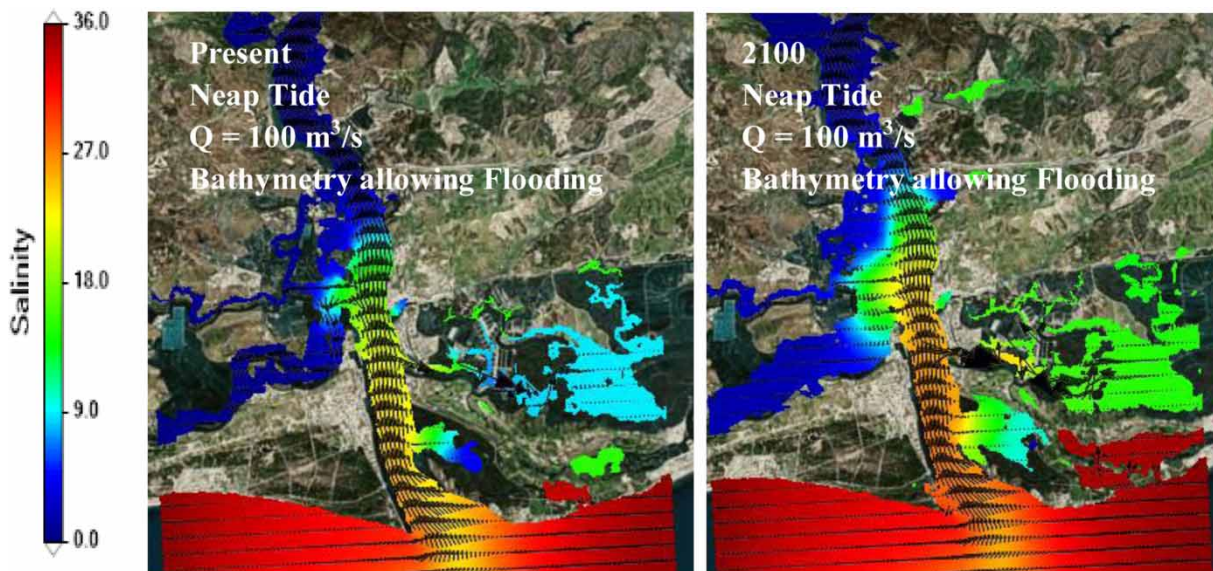 36.0
27.0
18.0
9.0
0.0
Salinity
Present
Neap Tide
Q = 100 m³/s
Bathymetry allowing Flooding
2100
Neap Tide
Q = 100 m³/s
Bathymetry allowing Flooding